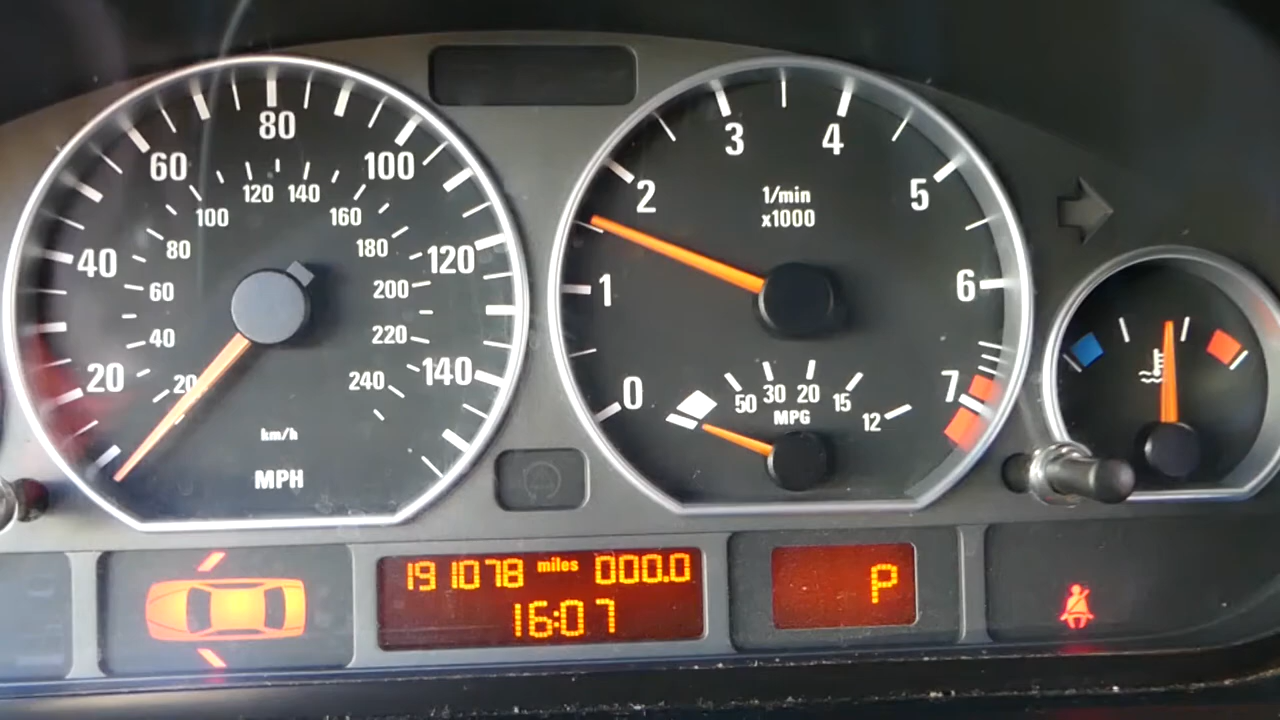 20 40 60 80 100 120 140
20 40 60 80 100 120 140 160 180 200 220 240
km/h
MPH
0 1 2 3 4 5 6 7
1/min
x1000
50 30 20 15 12
MPG
191078 miles 000.0
16:07
P